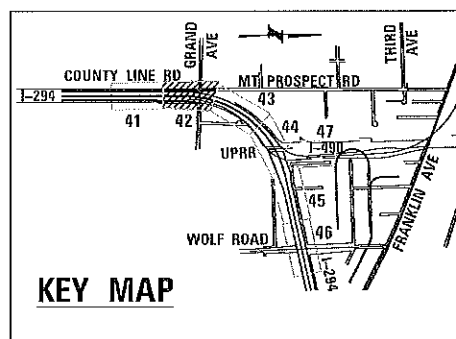 GRAND AVE
THIRD AVE
N
COUNTY LINE RD
MT PROSPECT RD
I-294
43
41
42
44
47
UPRR
I-490
FRANKLIN AVE
45
46
WOLF ROAD
I-294
KEY MAP